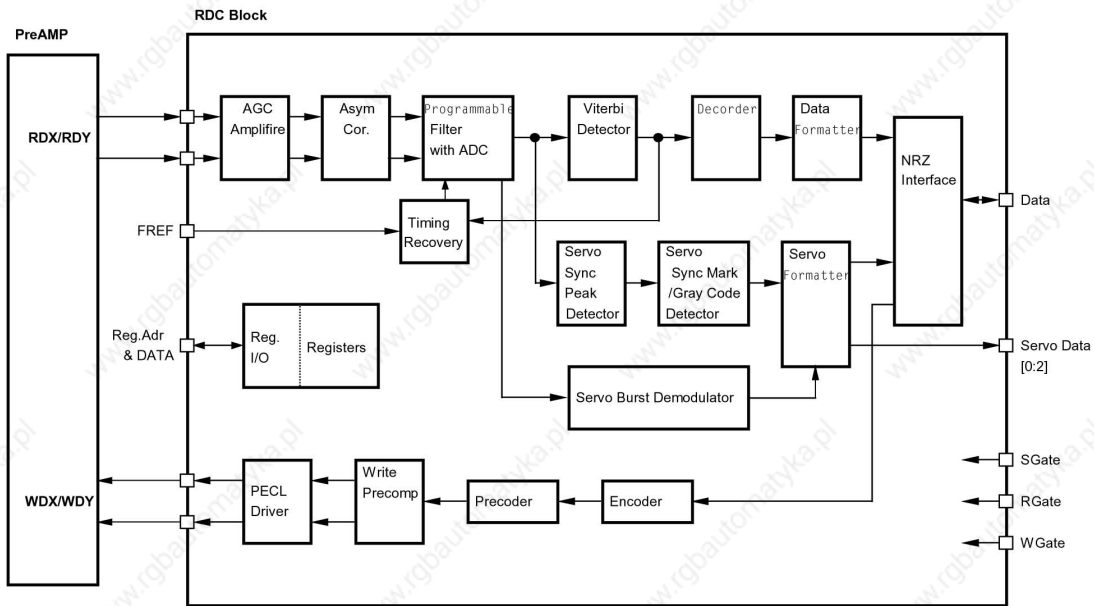 RDC Block
PreAMP
AGC
Amplifire
Asym
Cor.
Programmable
Filter
with ADC
Viterbi
Detector
Decorder
Data
Formatter
RDX/RDY
NRZ
Interface
Data
FREF
Timing
Recovery
Servo
Sync
Peak
Detector
Servo
Sync Mark
/Gray Code
Detector
Servo
Formatter
Reg.Adr
& DATA
Reg.
I/O
Registers
Servo Data
[0:2]
Servo Burst Demodulator
SGate
WDX/WDY
PECL
Driver
Write
Precomp
Precoder
Encoder
RGate
WGate
www.rgbautomatyka.pl